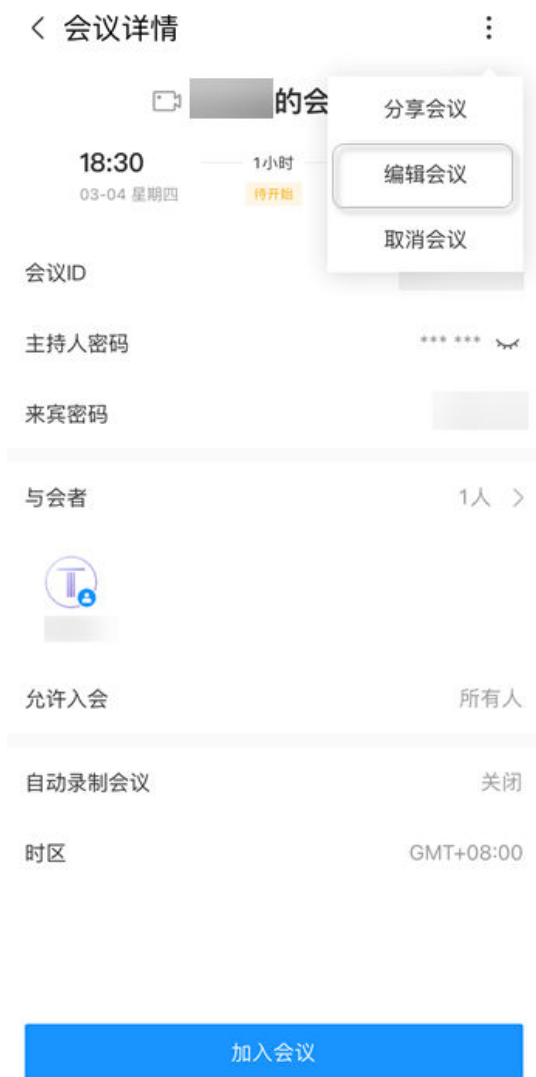 会议详情
的会
分享会议
18:30
1小时
编辑会议
03-04 星期四
待开始
取消会议
会议ID
主持人密码
*** ***
来宾密码
与会者
1人
T
允许入会
所有人
自动录制会议
关闭
时区
GMT+08:00
加入会议